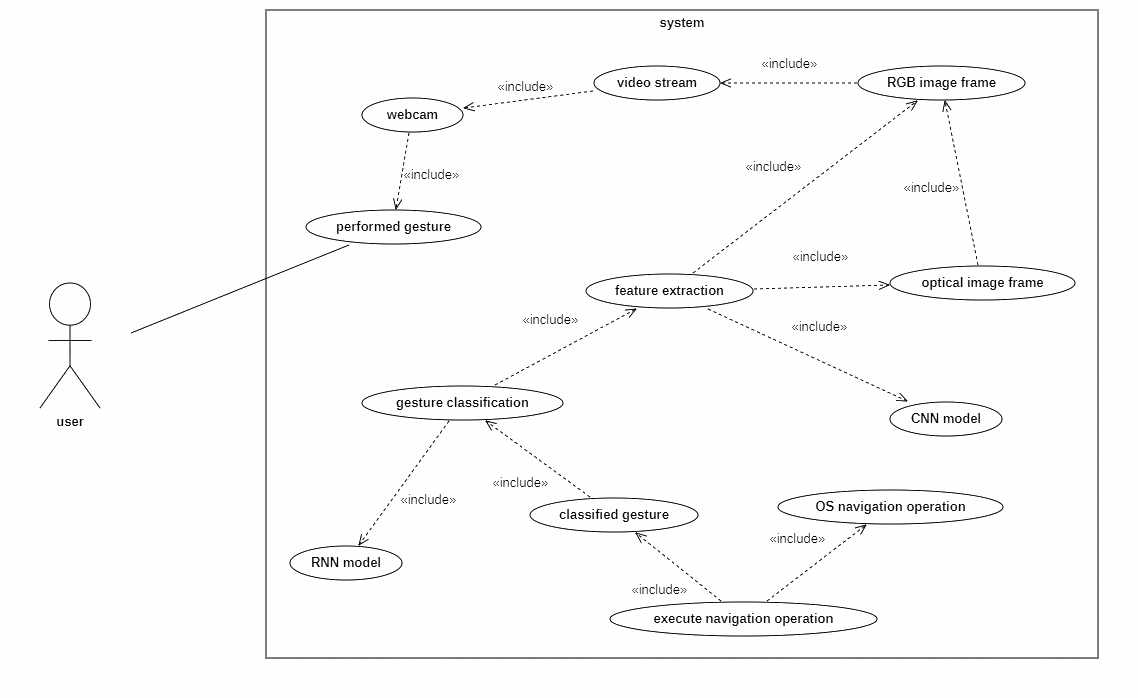 system
«include»
video stream
RGB image frame
«include»
webcam
«include»
«include»
«include»
performed gesture
«include»
feature extraction
optical image frame
«include»
«include»
gesture classification
CNN model
user
«include»
«include»
classified gesture
OS navigation operation
«include»
RNN model
«include»
execute navigation operation